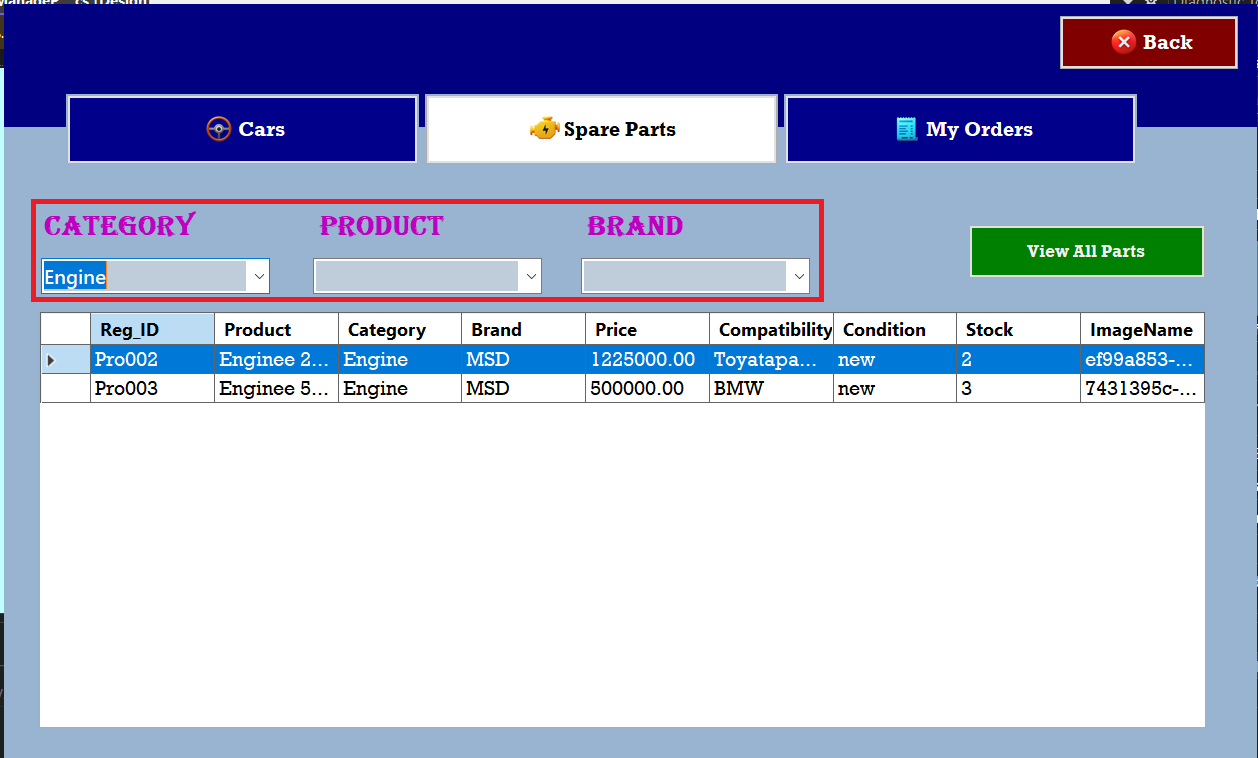 Back
Cars
Spare Parts
My Orders
CATEGORY PRODUCT BRAND
Engine
View All Parts
Reg_ID Product Category Brand Price Compatibility Condition Stock ImageName
Pro002 Enginee 2... Engine MSD 1225000.00 Toyatapa... new 2 ef99a853-...
Pro003 Enginee 5... Engine MSD 500000.00 BMW new 3 7431395c-...